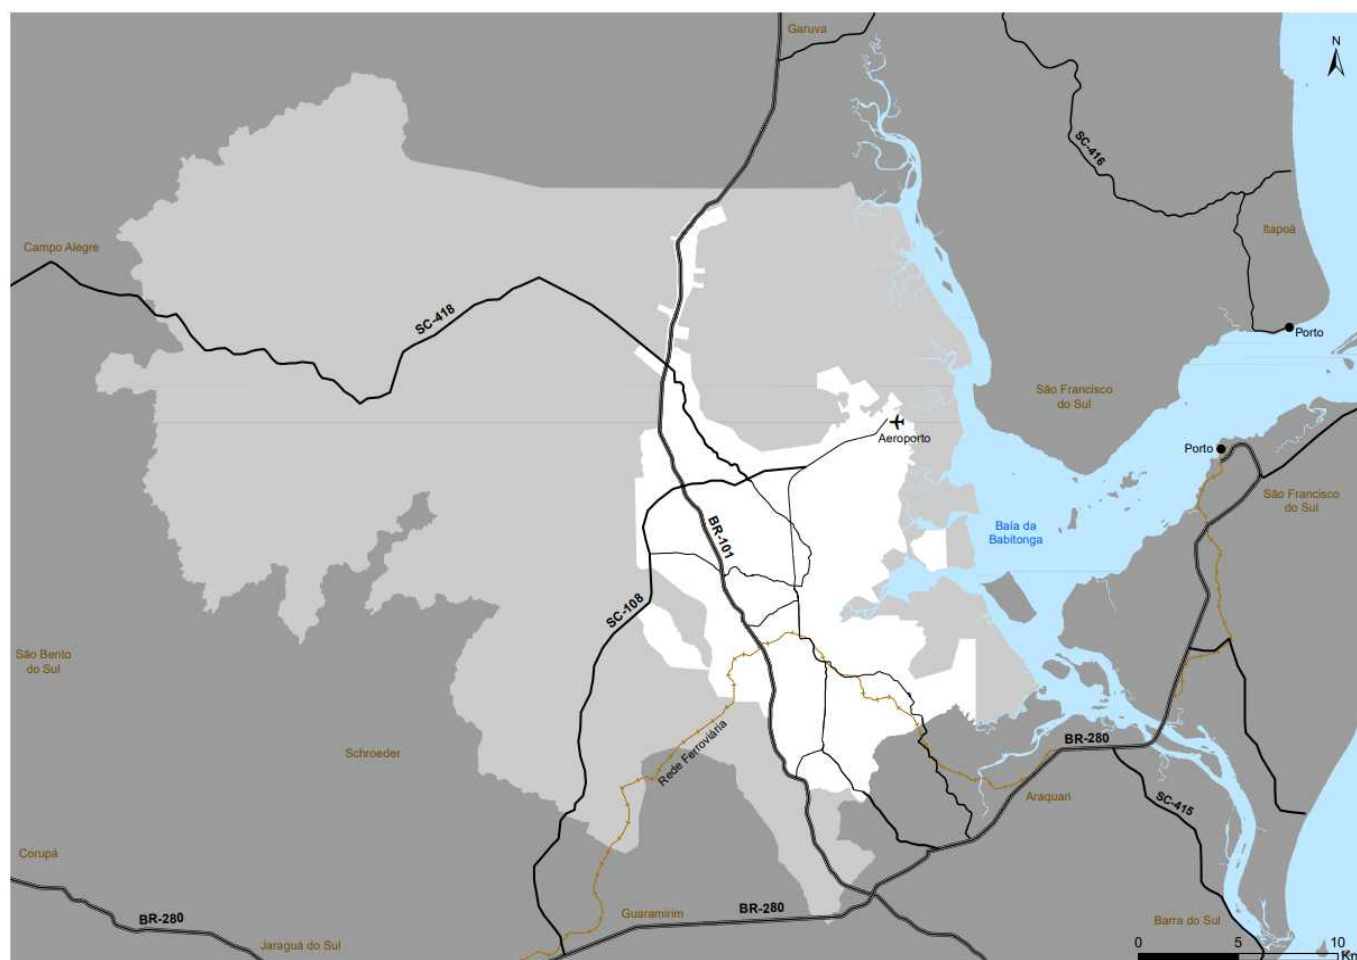 Garuva
N
SC-416
Campo Alegre
Itapoá
SC-418
Porto
São Francisco
do Sul
Aeroporto
Porto
São Francisco
do Sul
BR-101
Baía da
Babitonga
SC-108
São Bento
do Sul
Rede Ferroviária
Schroeder
BR-280
Araquari
SC-415
Corupá
BR-280
Guaramirim
BR-280
Jaraguá do Sul
Barra do Sul
0 5 10
Km